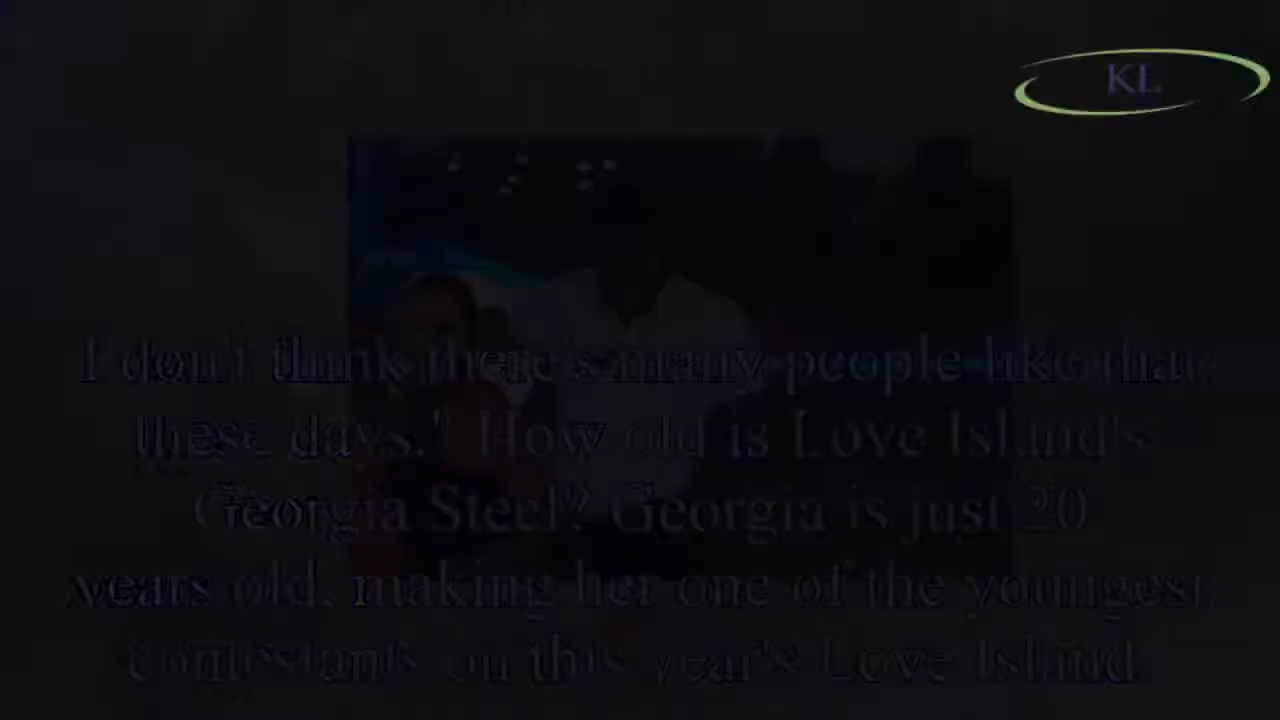 KL
I don't think there's many people like that
these days." How old is Love Island's
Georgia Steel? Georgia is just 20
years old, making her one of the youngest
contestants on this year's Love Island.